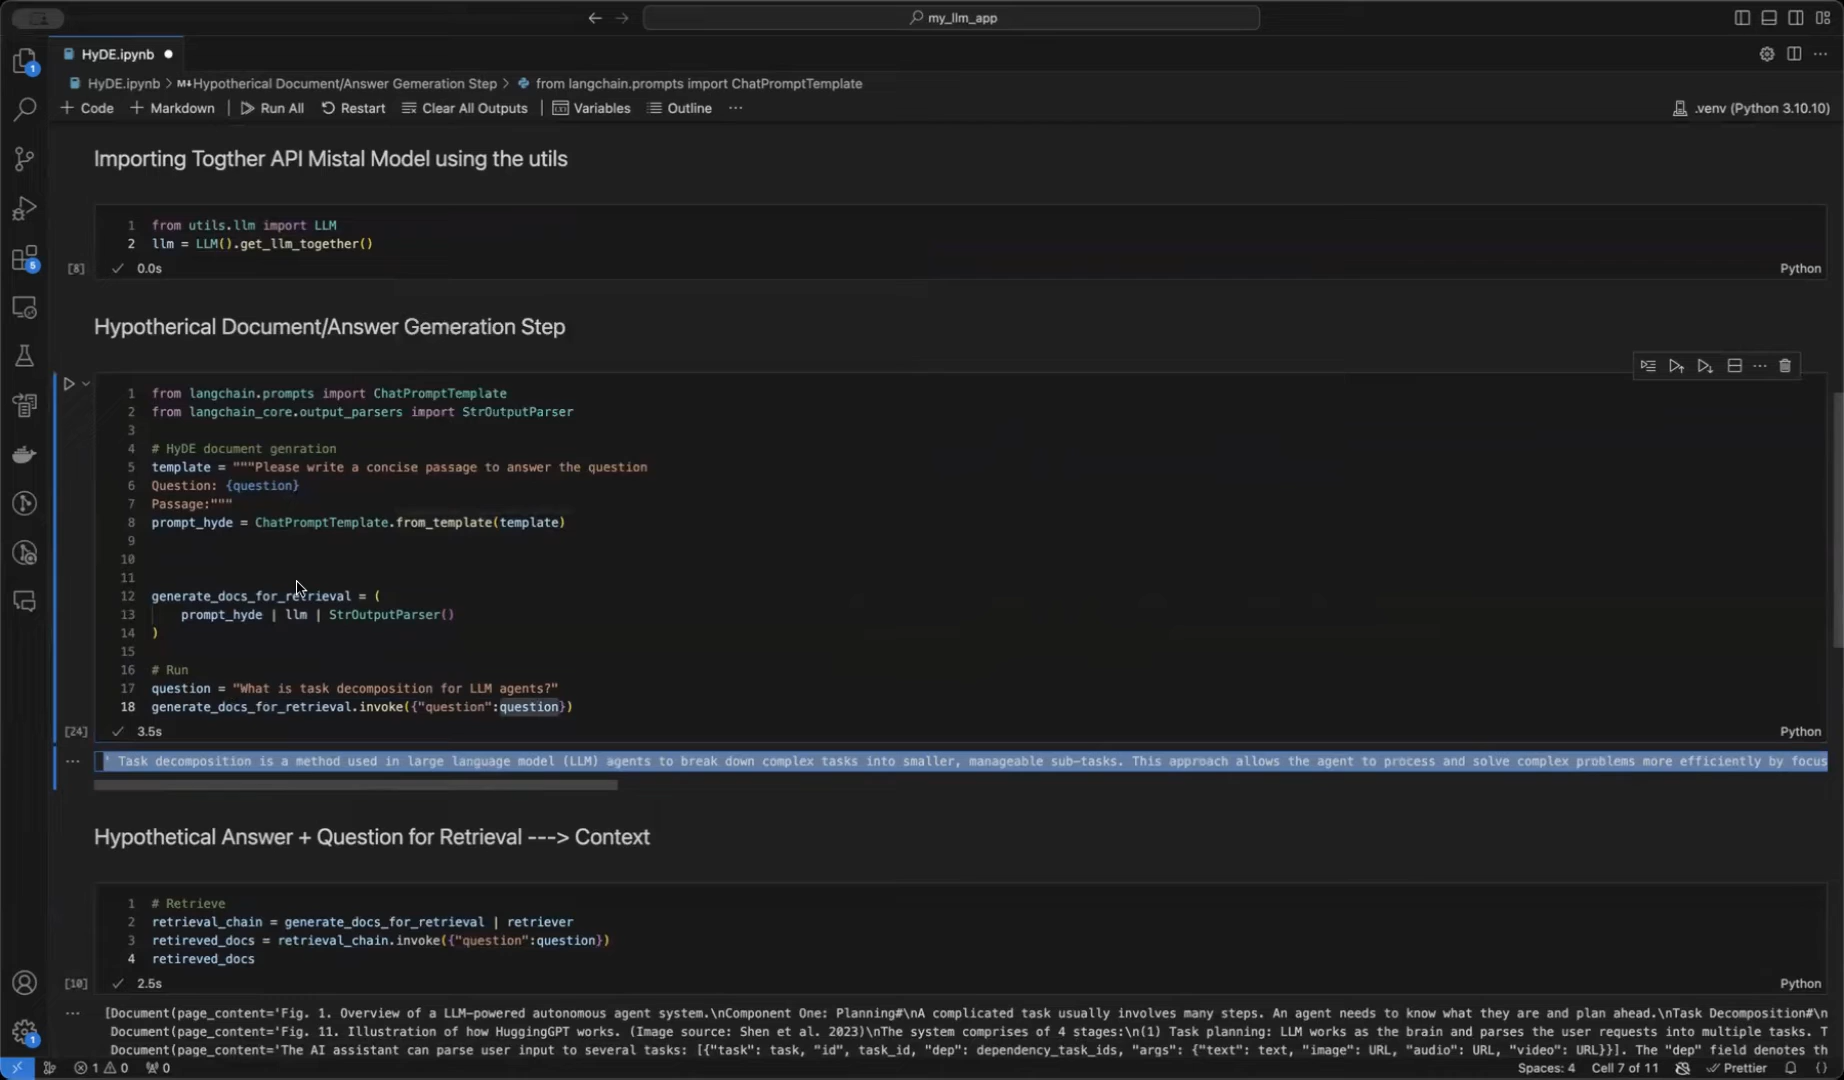 my_llm_app
HyDE.ipynb
HyDE.ipynb > M↓Hypotherical Document/Answer Gemeration Step > from langchain.prompts import ChatPromptTemplate
+ Code + Markdown Run All Restart Clear All Outputs Variables Outline ... .venv (Python 3.10.10)
Importing Togther API Mistal Model using the utils
1 from utils.llm import LLM
2 llm = LLM().get_llm_together()
[8] ✓ 0.0s Python
Hypotherical Document/Answer Gemeration Step
1 from langchain.prompts import ChatPromptTemplate
2 from langchain_core.output_parsers import StrOutputParser
3
4 # HyDE document genration
5 template = """Please write a concise passage to answer the question
6 Question: {question}
7 Passage:"""
8 prompt_hyde = ChatPromptTemplate.from_template(template)
9
10
11
12 generate_docs_for_retrieval = (
13 prompt_hyde | llm | StrOutputParser()
14 )
15
16 # Run
17 question = "What is task decomposition for LLM agents?"
18 generate_docs_for_retrieval.invoke({"question":question})
[24] ✓ 3.5s Python
' Task decomposition is a method used in large language model (LLM) agents to break down complex tasks into smaller, manageable sub-tasks. This approach allows the agent to process and solve complex problems more efficiently by focus
Hypothetical Answer + Question for Retrieval ---> Context
1 # Retrieve
2 retrieval_chain = generate_docs_for_retrieval | retriever
3 retireved_docs = retrieval_chain.invoke({"question":question})
4 retireved_docs
[10] ✓ 2.5s Python
[Document(page_content='Fig. 1. Overview of a LLM-powered autonomous agent system.\nComponent One: Planning#\nA complicated task usually involves many steps. An agent needs to know what they are and plan ahead.\nTask Decomposition#\n
Document(page_content='Fig. 11. Illustration of how HuggingGPT works. (Image source: Shen et al. 2023)\nThe system comprises of 4 stages:\n(1) Task planning: LLM works as the brain and parses the user requests into multiple tasks. T
Document(page_content='The AI assistant can parse user input to several tasks: [{"task": task, "id", task_id, "dep": dependency_task_ids, "args": {"text": text, "image": URL, "audio": URL, "video": URL}}]. The "dep" field denotes th
1 0 0 Spaces: 4 Cell 7 of 11 Prettier
1
5
1